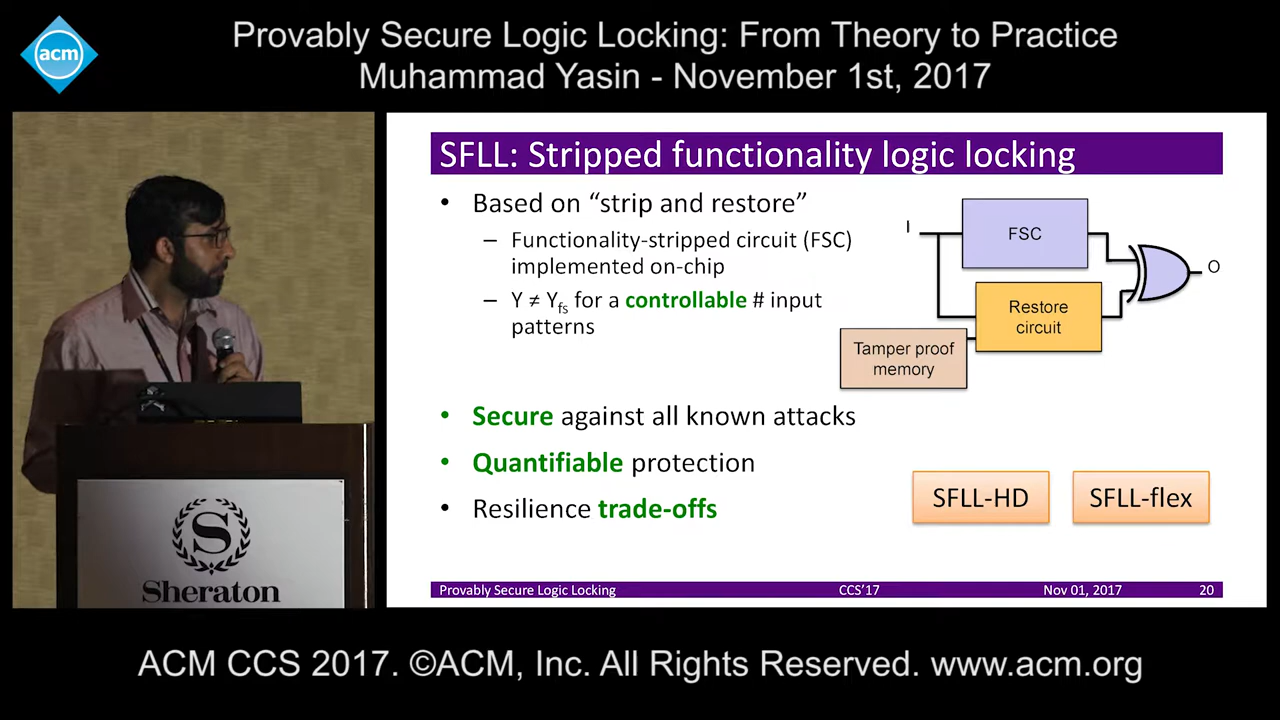 acm
Provably Secure Logic Locking: From Theory to Practice
Muhammad Yasin - November 1st, 2017
SFLL: Stripped functionality logic locking
• Based on “strip and restore”
– Functionality-stripped circuit (FSC)
implemented on-chip
– Y ≠ Yfs for a controllable # input
patterns
I
FSC
O
Restore
circuit
Tamper proof
memory
• Secure against all known attacks
• Quantifiable protection
• Resilience trade-offs
SFLL-HD
SFLL-flex
Provably Secure Logic Locking
CCS’17
Nov 01, 2017
20
S
Sheraton
ACM CCS 2017. ©ACM, Inc. All Rights Reserved. www.acm.org